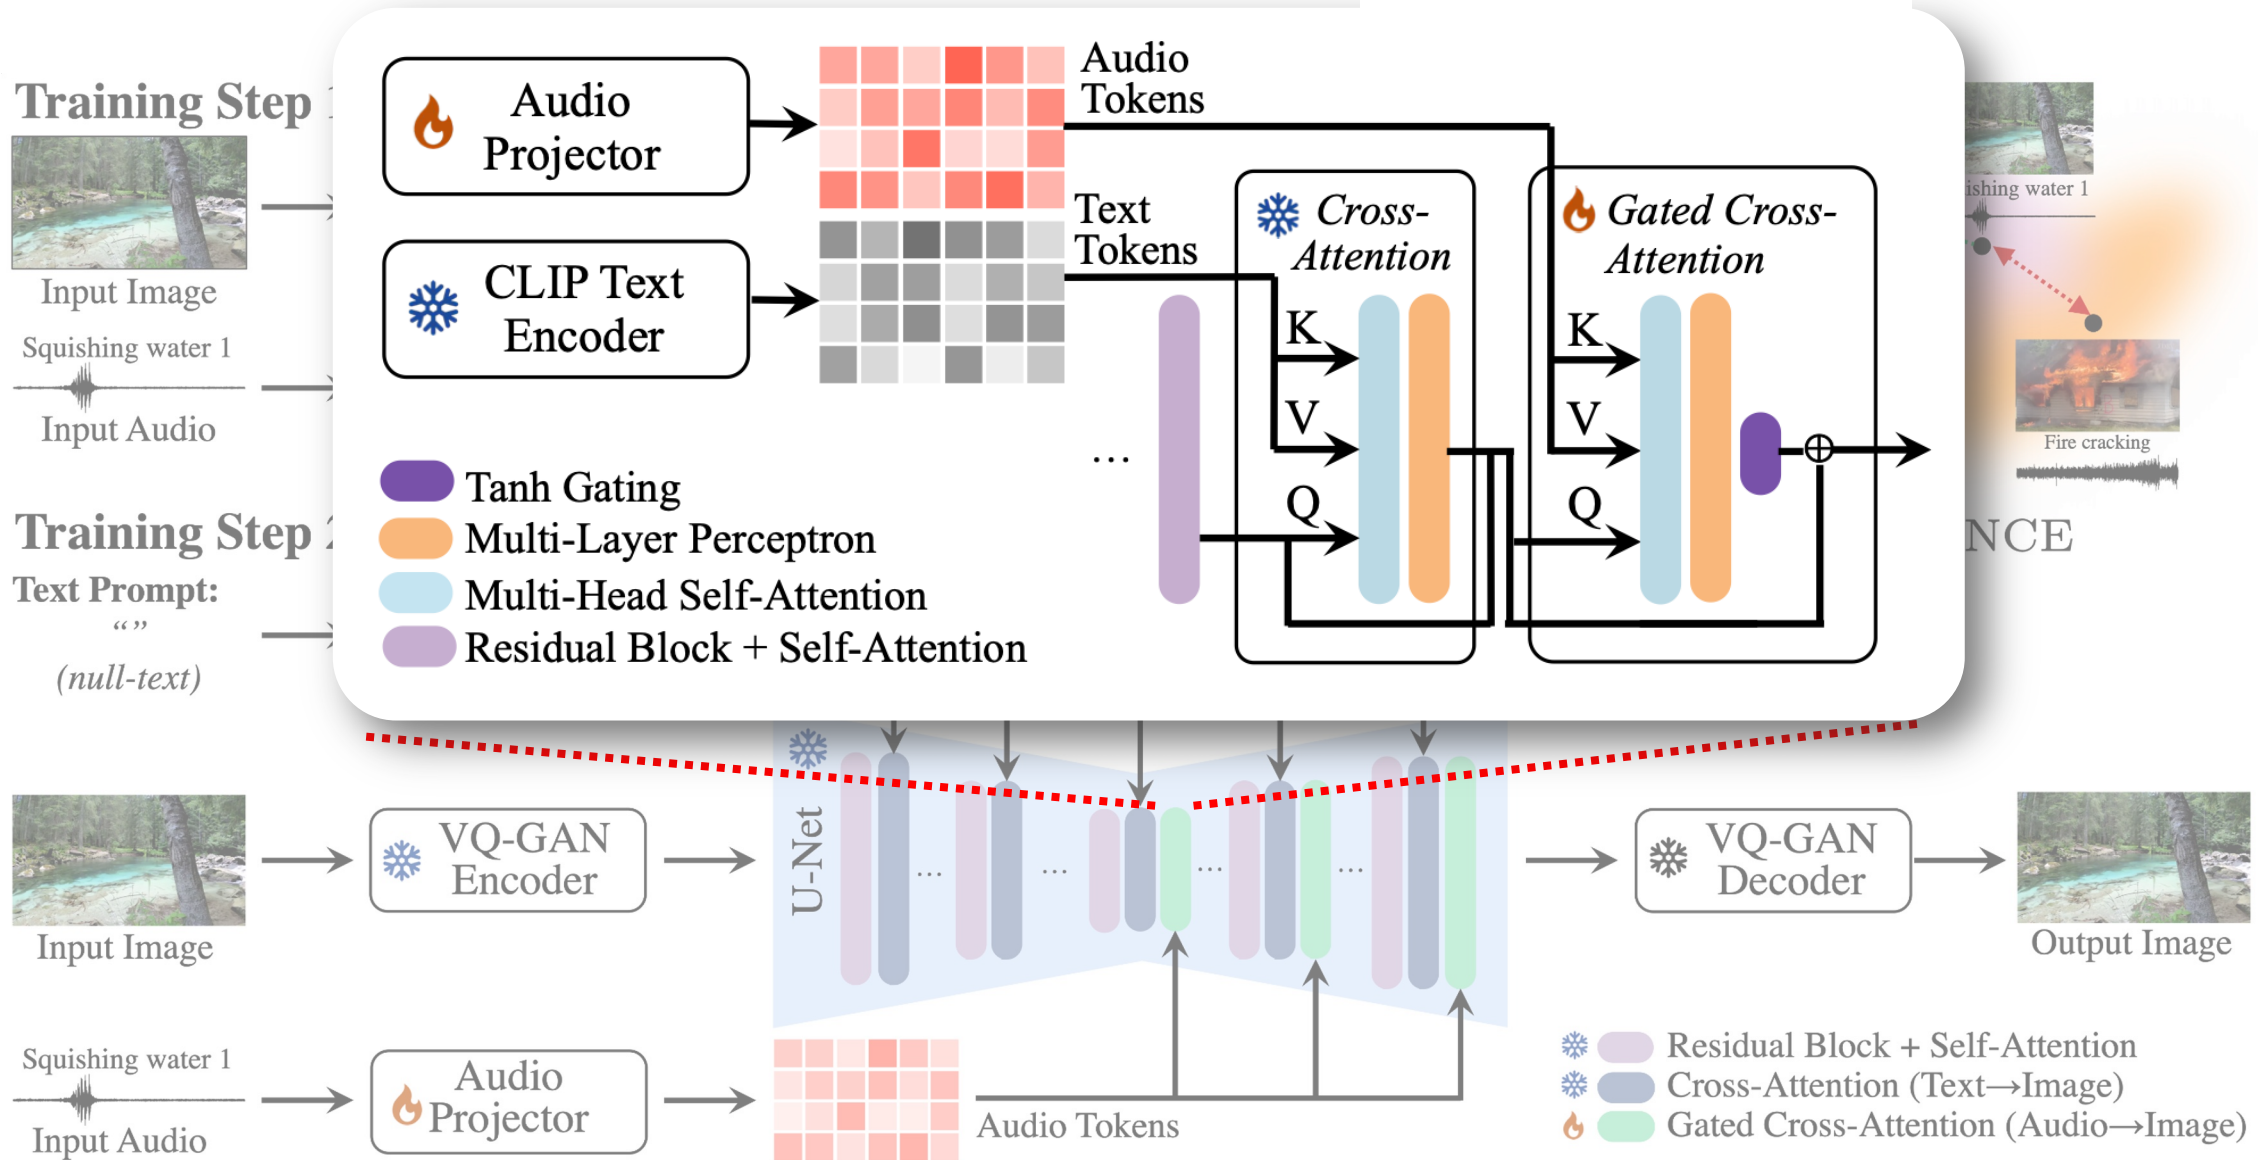 Training Step 1
Input Image
Squishing water 1
Input Audio
Training Step 2
Text Prompt:
“ ”
(null-text)
Audio
Projector
CLIP Text
Encoder
Audio
Tokens
Text
Tokens
Cross-
Attention
Gated Cross-
Attention
K
V
Q
K
V
Q
...
Tanh Gating
Multi-Layer Perceptron
Multi-Head Self-Attention
Residual Block + Self-Attention
ishing water 1
Fire cracking
NCE
Input Image
VQ-GAN
Encoder
U-Net
...
...
...
...
VQ-GAN
Decoder
Output Image
Squishing water 1
Input Audio
Audio
Projector
Audio Tokens
Residual Block + Self-Attention
Cross-Attention (Text→Image)
Gated Cross-Attention (Audio→Image)